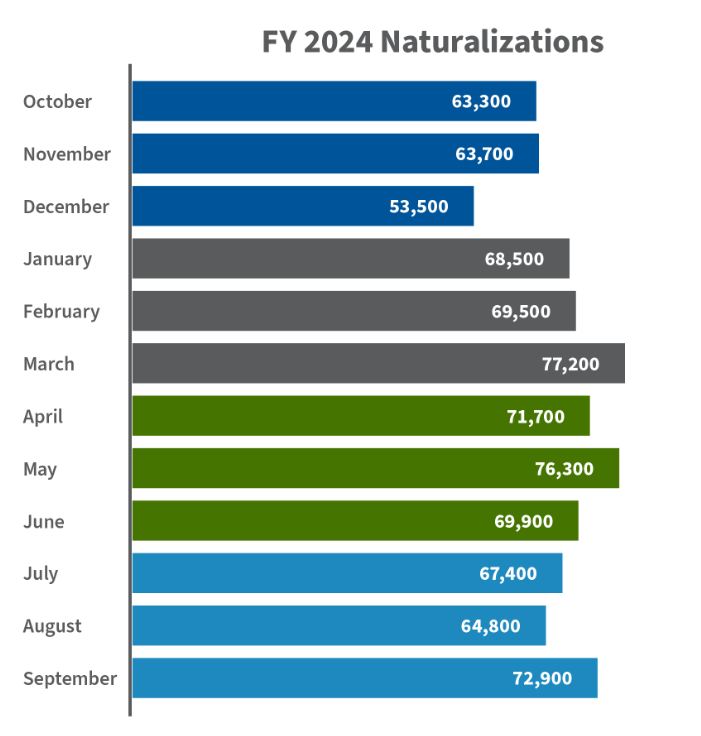 FY 2024 Naturalizations
October 63,300
November 63,700
December 53,500
January 68,500
February 69,500
March 77,200
April 71,700
May 76,300
June 69,900
July 67,400
August 64,800
September 72,900